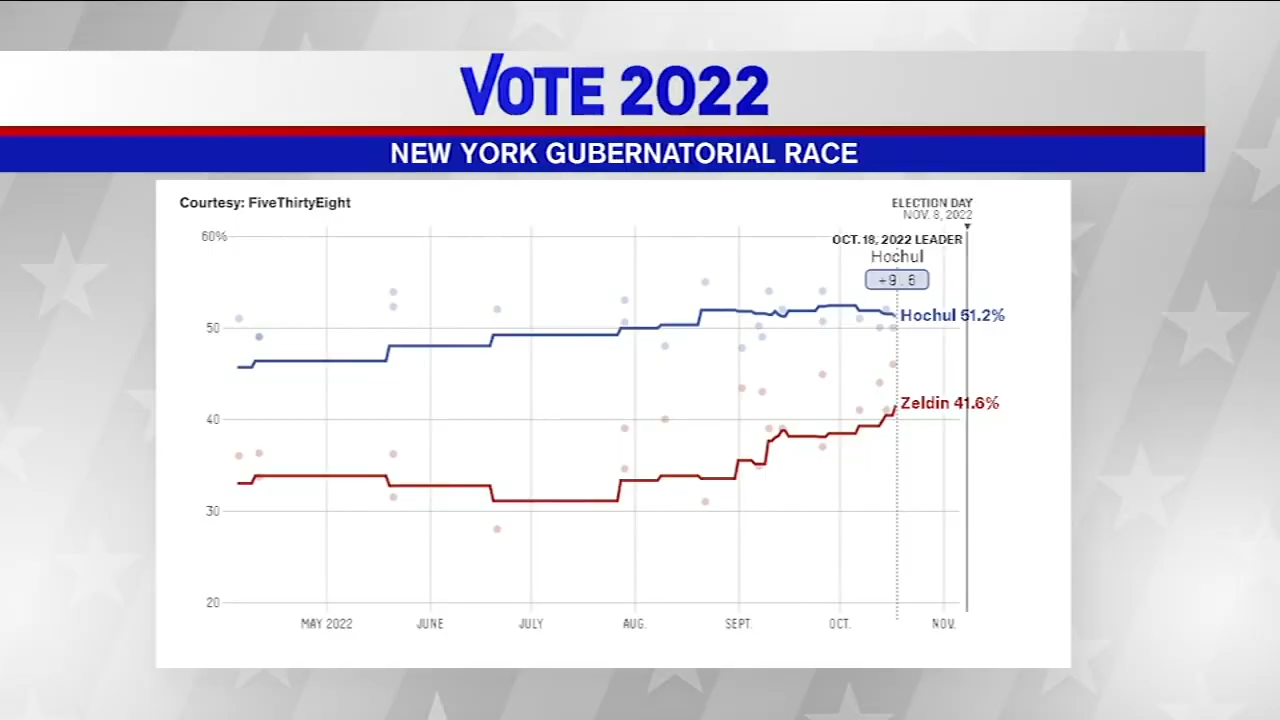 VOTE 2022
NEW YORK GUBERNATORIAL RACE
Courtesy: FiveThirtyEight
ELECTION DAY
NOV. 8, 2022
OCT. 18, 2022 LEADER
Hochul
+9.6
60%
50
40
30
20
Hochul 51.2%
Zeldin 41.6%
MAY 2022 JUNE JULY AUG. SEPT. OCT. NOV.